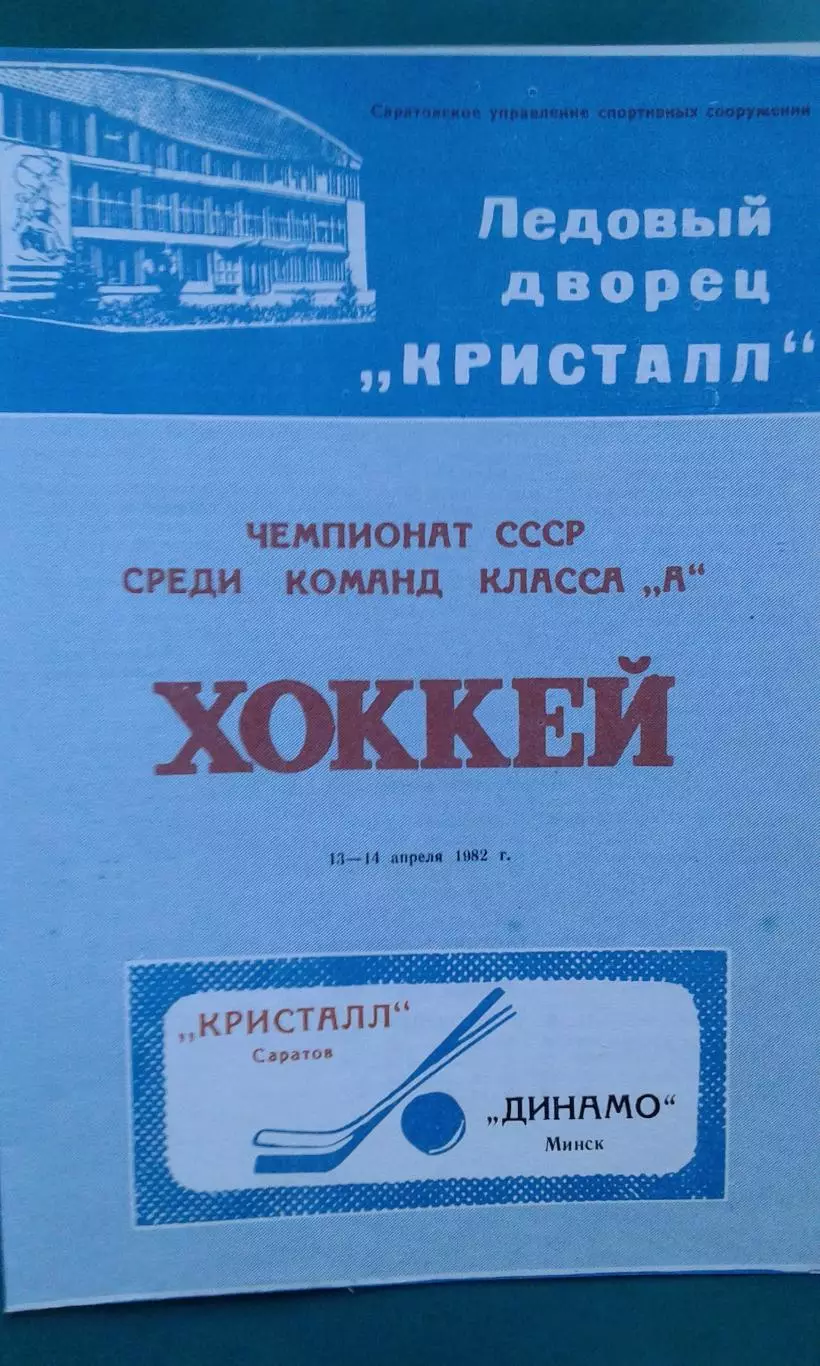 Саратовское управление спортивных сооружений
Ледовый
дворец
„КРИСТАЛЛ“
ЧЕМПИОНАТ СССР
СРЕДИ КОМАНД КЛАССА „А“
ХОККЕЙ
13—14 апреля 1982 г.
„КРИСТАЛЛ“
Саратов
„ДИНАМО“
Минск